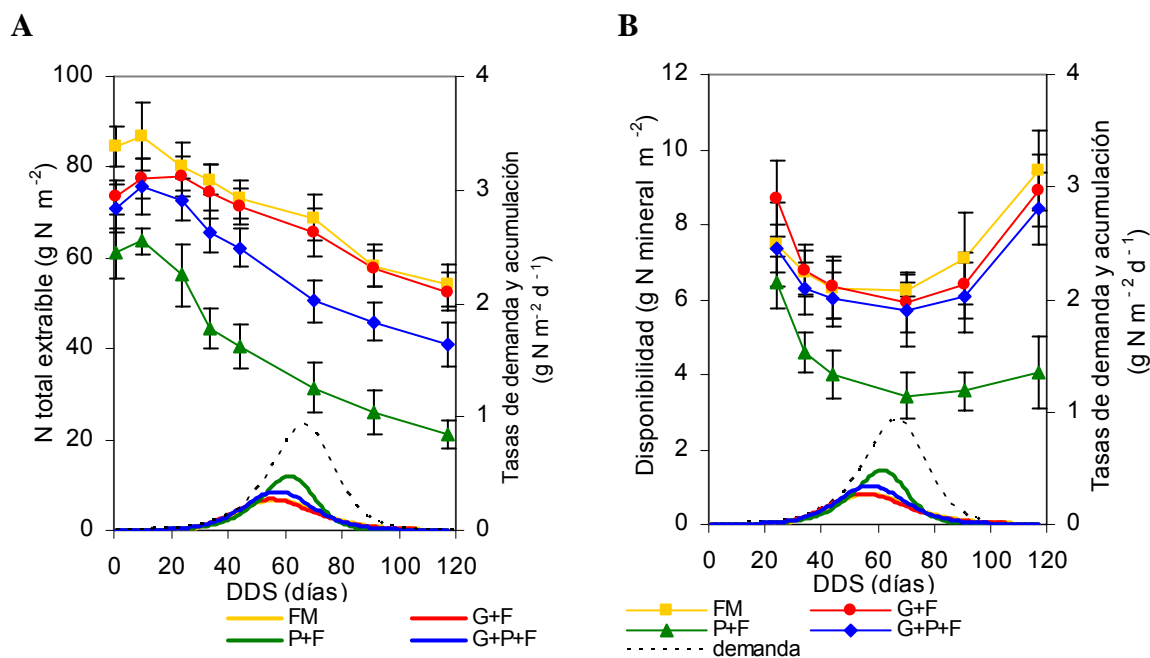 A
B
100
80
60
40
20
0
N total extraíble (g N m-2)
4
3
2
1
0
Tasas de demanda y acumulación
(g N m-2 d-1)
0 20 40 60 80 100 120
DDS (días)
FM
G+F
P+F
G+P+F
12
10
8
6
4
2
0
Disponibilidad (g N mineral m-2)
4
3
2
1
0
Tasas de demanda y acumulación
(g N m-2 d-1)
0 20 40 60 80 100 120
DDS (días)
FM
G+F
P+F
G+P+F
demanda